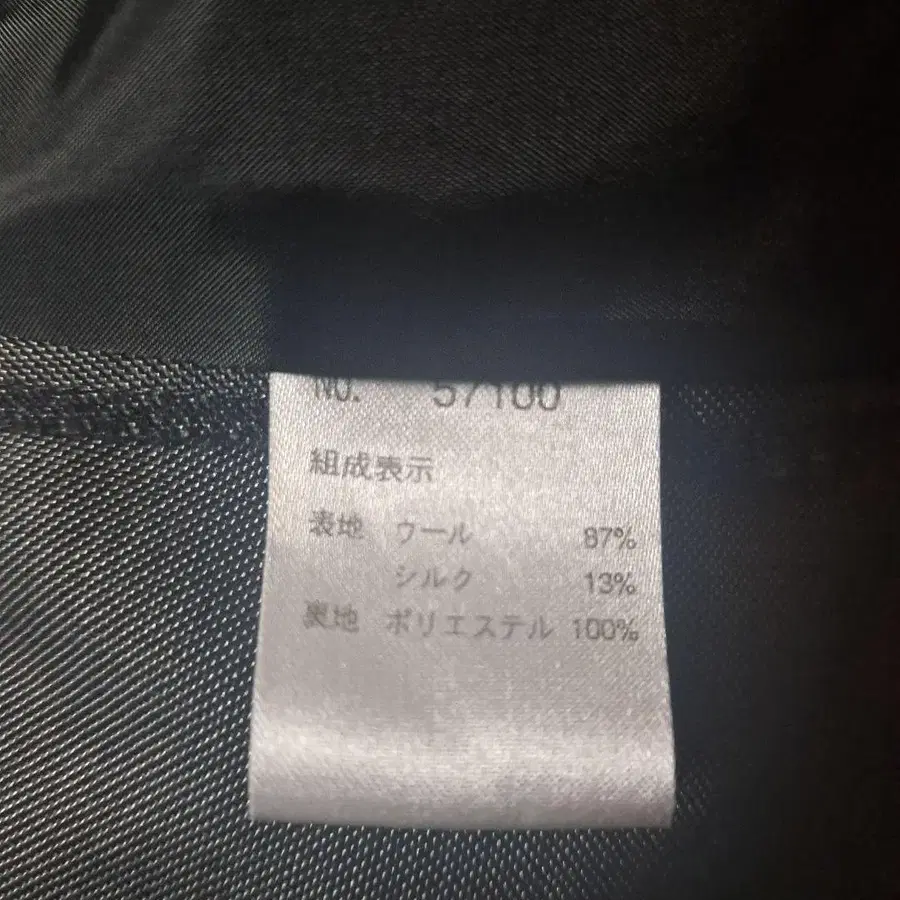 NO. 57100
組成表示
表地 ウール 87%
シルク 13%
裏地 ポリエステル 100%